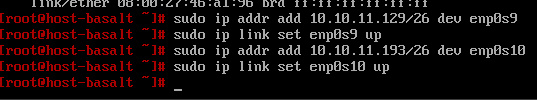 link/ether 08:00:27:46:a1:96 brd ff:ff:ff:ff:ff:ff
[root@host-basalt ~]# sudo ip addr add 10.10.11.129/26 dev enp0s9
[root@host-basalt ~]# sudo ip link set enp0s9 up
[root@host-basalt ~]# sudo ip addr add 10.10.11.193/26 dev enp0s10
[root@host-basalt ~]# sudo ip link set enp0s10 up
[root@host-basalt ~]# _